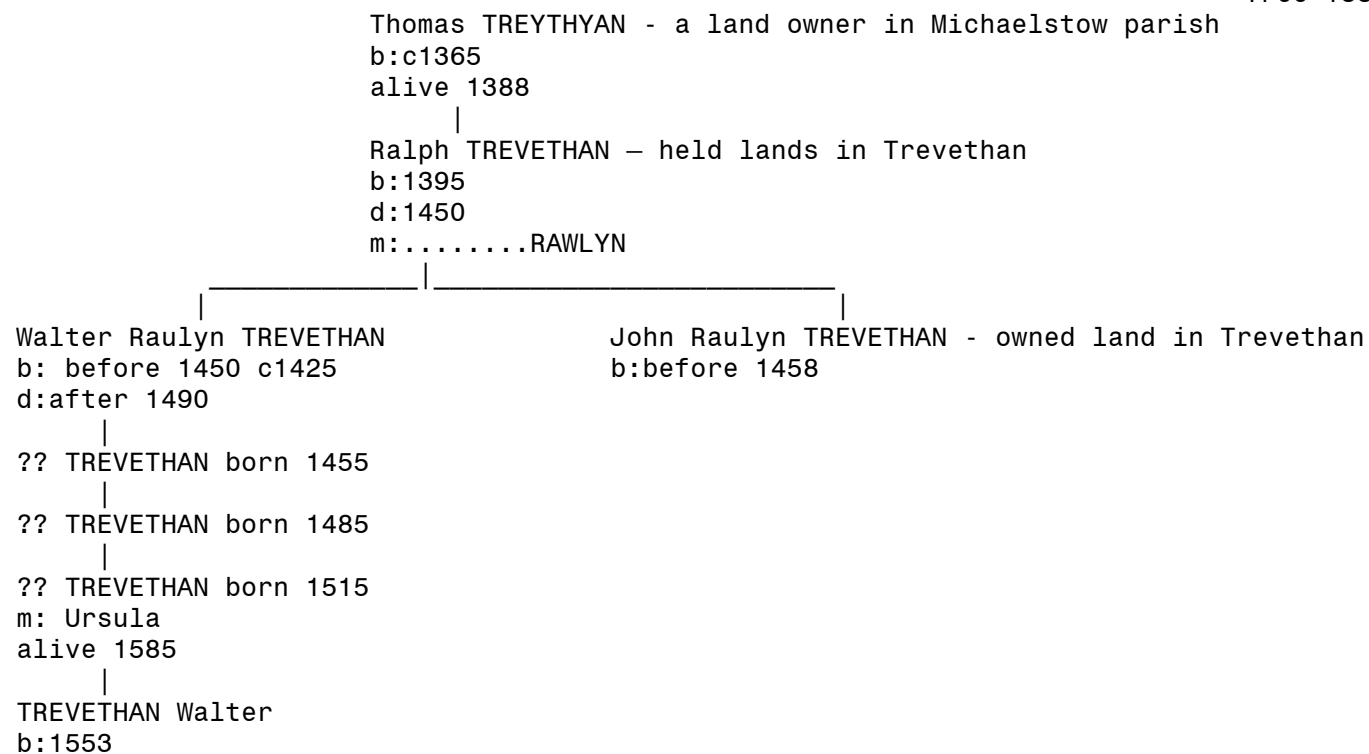 Thomas TREYTHYAN - a land owner in Michaelstow parish
b:c1365
alive 1388
Ralph TREVETHAN – held lands in Trevethan
b:1395
d:1450
m:........RAWLYN
Walter Raulyn TREVETHAN
b: before 1450 c1425
d:after 1490
John Raulyn TREVETHAN - owned land in Trevethan
b:before 1458
?? TREVETHAN born 1455
?? TREVETHAN born 1485
?? TREVETHAN born 1515
m: Ursula
alive 1585
TREVETHAN Walter
b:1553